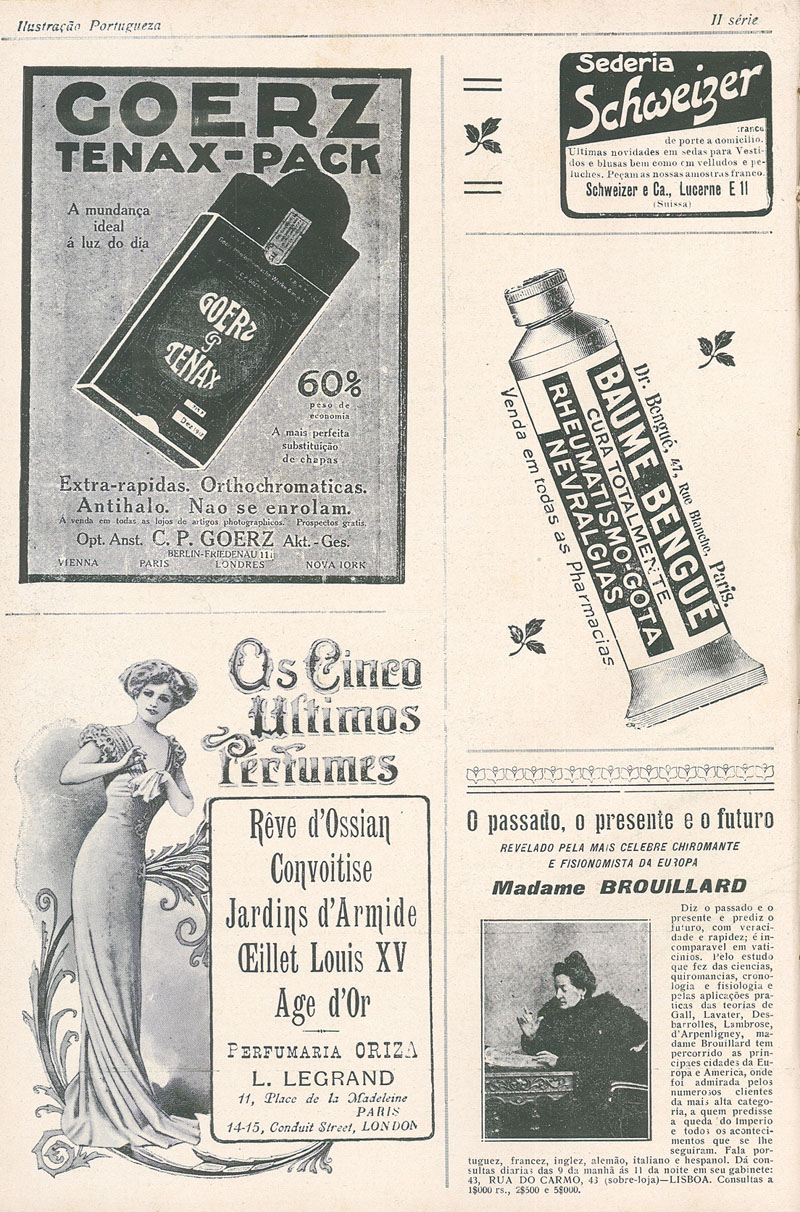 Ilustração Portugueza
II série
GOERZ
TENAX-PACK
A mundança
ideal
á luz do dia
GOERZ
TENAX
60%
peso de
economia
A mais perfeita
substituição
de chapas
Extra-rapidas. Orthochromaticas.
Antihalo. Nao se enrolam.
A venda em todas as lojos de artigos photographicos. Prospectos gratis.
Opt. Anst. C. P. GOERZ Akt.-Ges.
BERLIN-FRIEDENAU 11
VIENNA PARIS LONDRES NOVA IORK
Sederia
Schweizer
franco
de porte a domicilio.
Ultimas novidades em sedas para Vesti-
dos e blusas bem como em velludos e pe-
luches. Peçam as nossas amostras franco.
Schweizer e Ca., Lucerne E 11
(Suissa)
Dr. Bengué, 47, Rue Blanche, Paris.
BAUME BENGUÉ
CURA TOTALMENTE
RHEUMATISMO-GOTA
NEVRALGIAS
Venda em todas as Pharmacias
Os Cinco
Ultimos
Perfumes
Rêve d'Ossian
Convoitise
Jardins d'Armide
Œillet Louis XV
Age d'Or
PERFUMARIA ORIZA
L. LEGRAND
11, Place de la Madeleine
PARIS
14-15, Conduit Street, LONDON
O passado, o presente e o futuro
REVELADO PELA MAIS CELEBRE CHIROMANTE
E FISIONOMISTA DA EUROPA
Madame BROUILLARD
Diz o passado e o
presente e prediz o
futuro, com veraci-
dade e rapidez; é in-
comparavel em vati-
cinios. Pelo estudo
que fez das ciencias,
quiromancias, crono-
logia e fisiologia e
pelas aplicações pra-
ticas das teorias de
Gall, Lavater, Des-
barrolles, Lambrose,
d'Arpenligney, ma-
dame Brouillard tem
percorrido as prin-
cipaes cidades da Eu-
ropa e America, onde
foi admirada pelos
numerosos clientes
da mais alta catego-
ria, a quem predisse
a queda do Imperio
e todos os aconteci-
mentos que se lhe
seguiram. Fala por-
tuguez, francez, inglez, alemão, italiano e hespanol. Dá con-
sultas diarias das 9 da manhã ás 11 da noite em seu gabinete:
43, RUA DO CARMO, 43 (sobre-loja)—LISBOA. Consultas a
1$000 rs., 2$500 e 5$000.